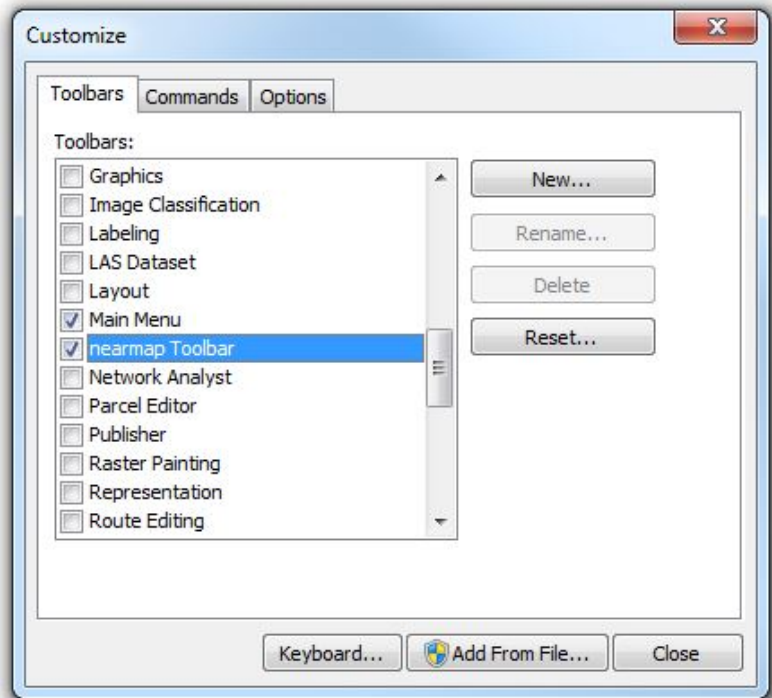 Customize
Toolbars Commands Options
Toolbars:
Graphics
Image Classification
Labeling
LAS Dataset
Layout
Main Menu
nearmap Toolbar
Network Analyst
Parcel Editor
Publisher
Raster Painting
Representation
Route Editing
New...
Rename...
Delete
Reset...
Keyboard... Add From File... Close